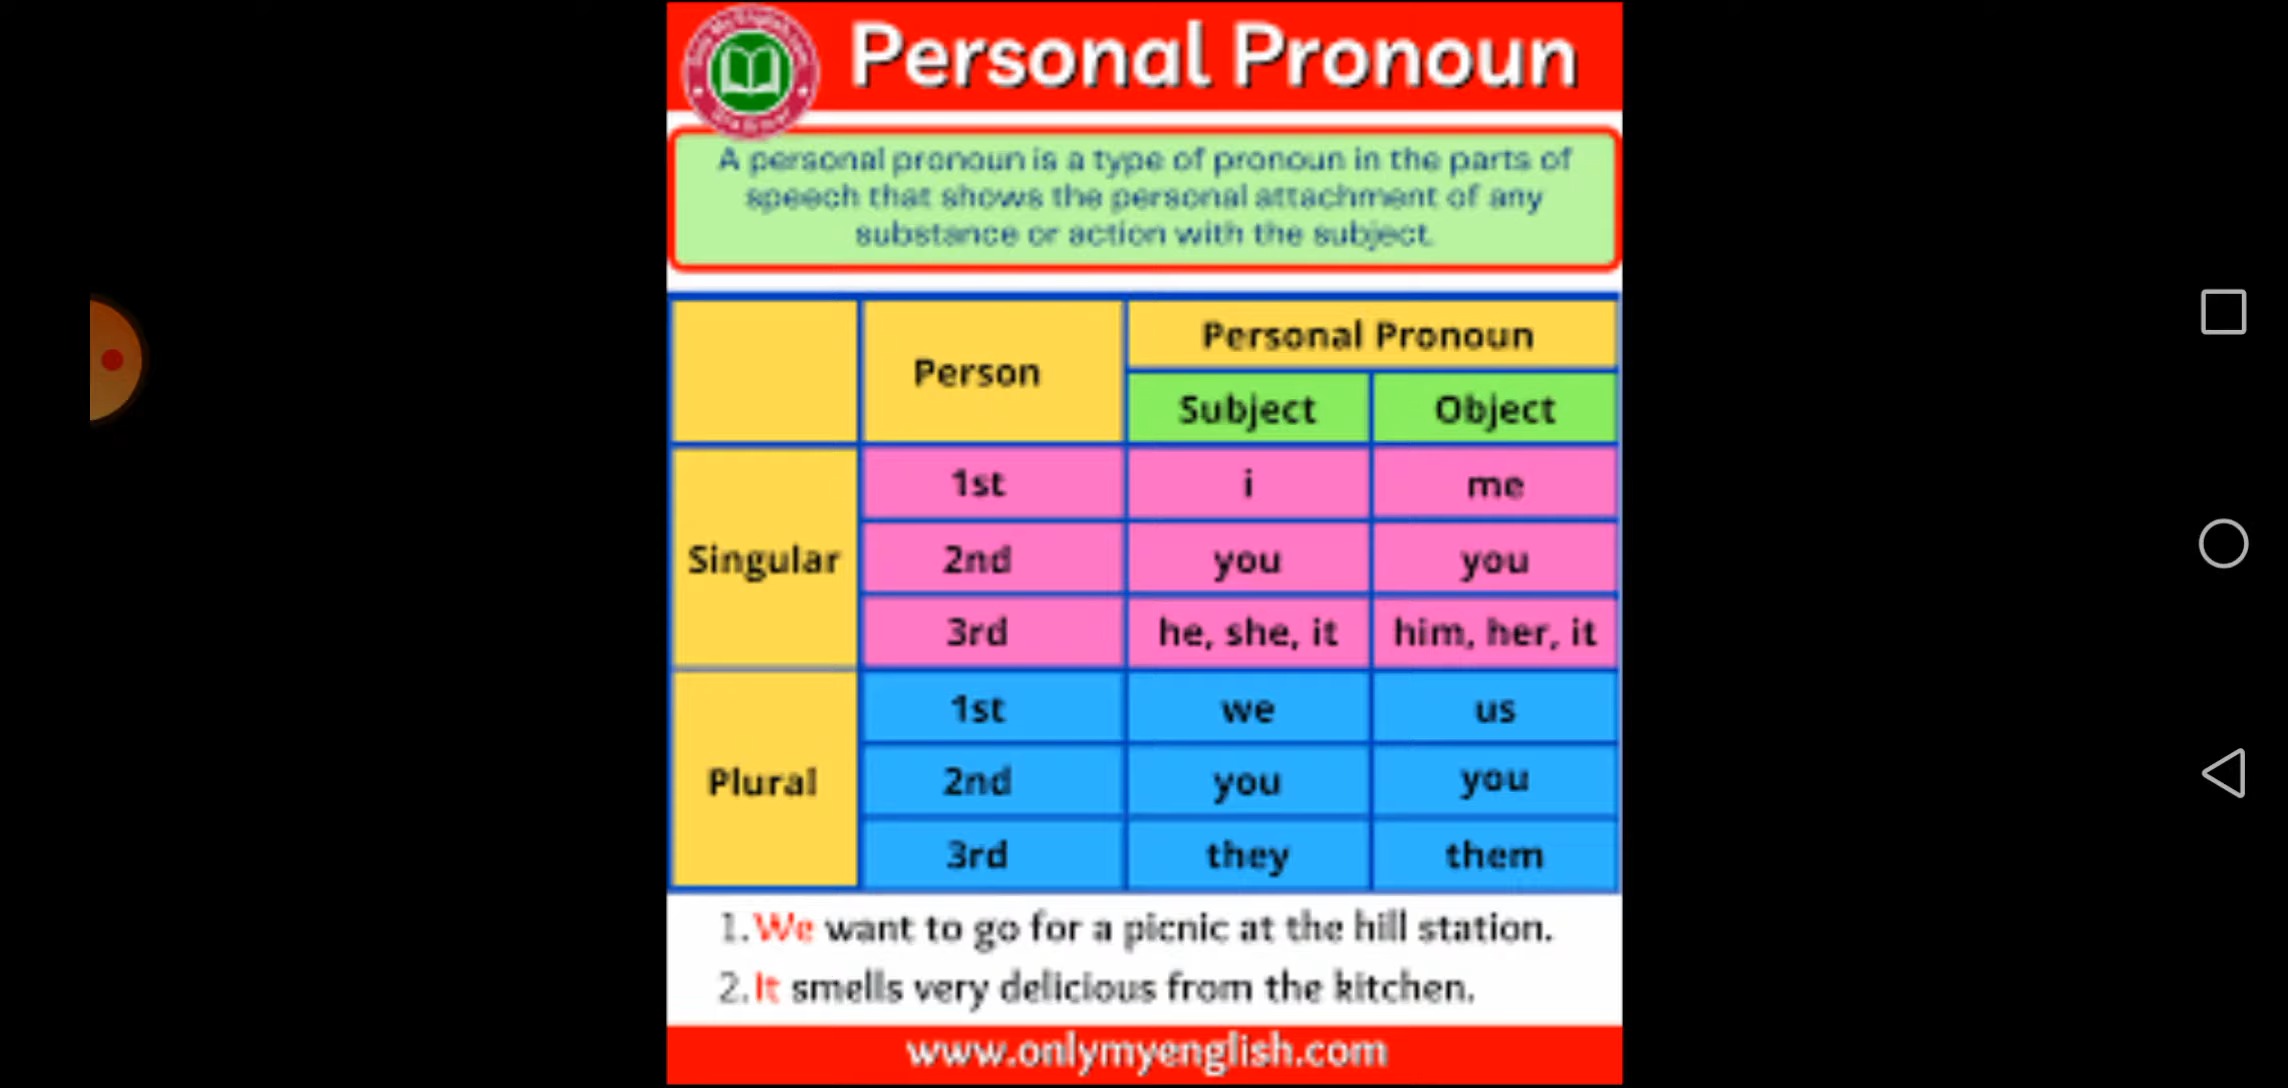 Personal Pronoun
A personal pronoun is a type of pronoun in the parts of
speech that shows the personal attachment of any
substance or action with the subject.
Person
Personal Pronoun
Subject Object
Singular
1st i me
2nd you you
3rd he, she, it him, her, it
Plural
1st we us
2nd you you
3rd they them
1. We want to go for a picnic at the hill station.
2. It smells very delicious from the kitchen.
www.onlymyenglish.com